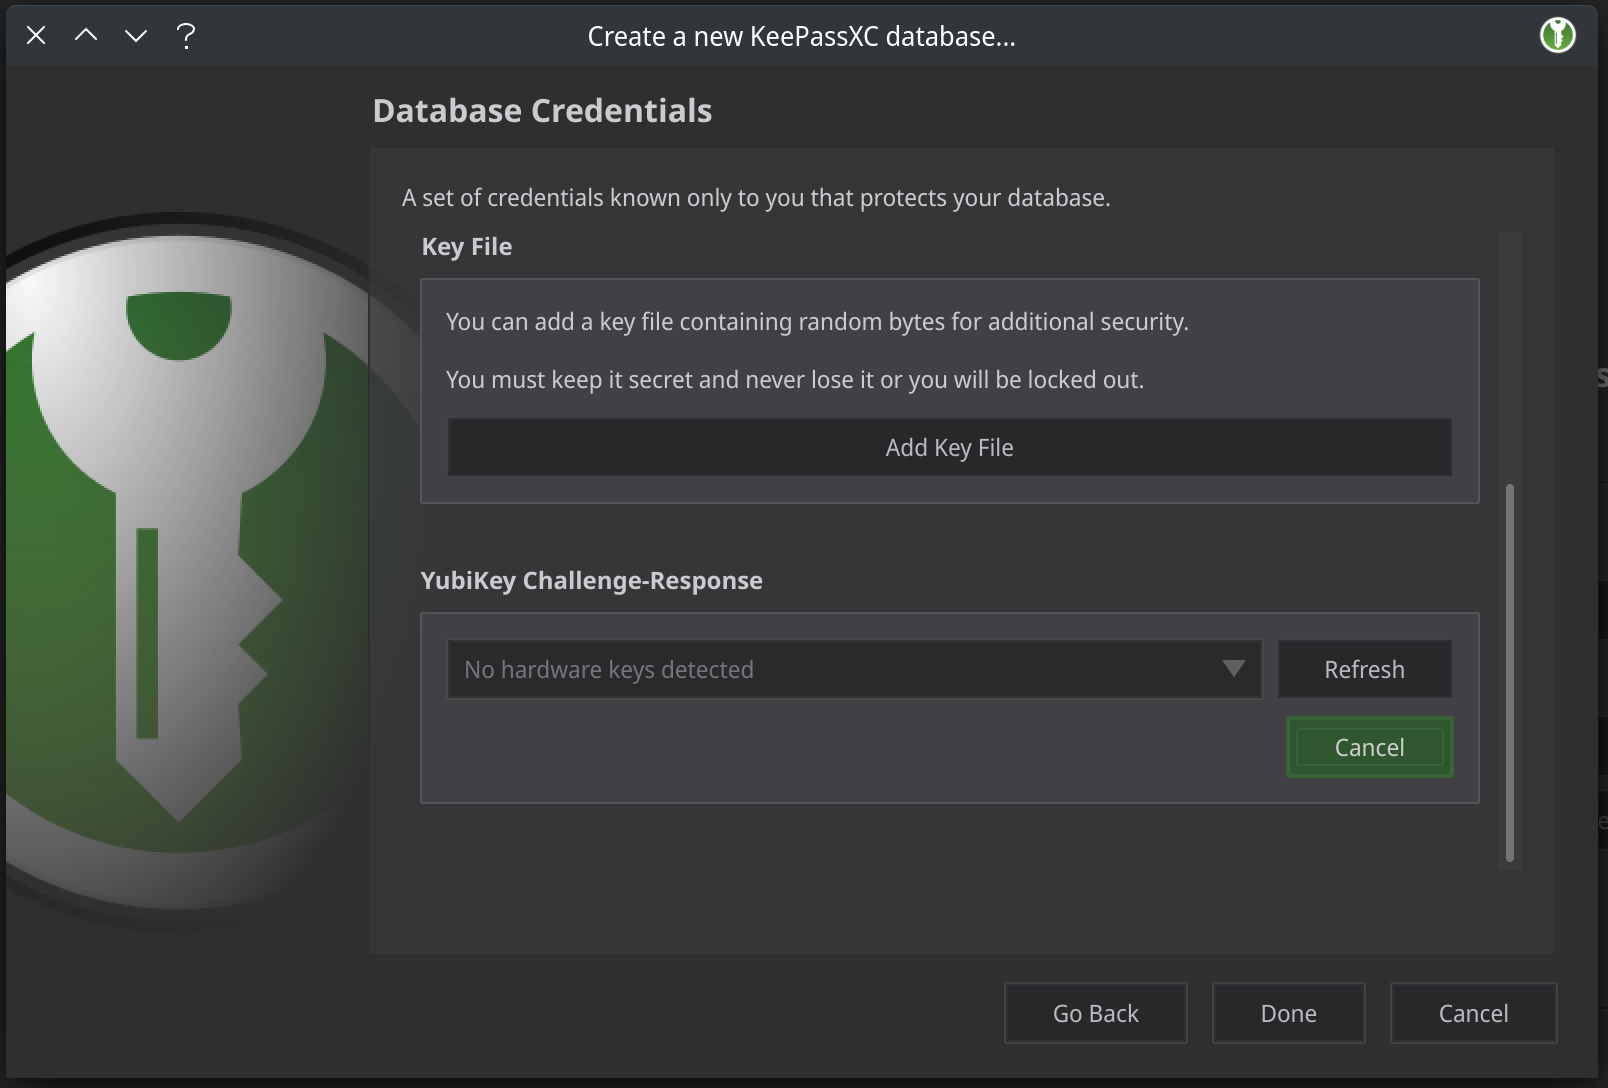 Create a new KeePassXC database...
Database Credentials
A set of credentials known only to you that protects your database.
Key File
You can add a key file containing random bytes for additional security.
You must keep it secret and never lose it or you will be locked out.
Add Key File
YubiKey Challenge-Response
No hardware keys detected
Refresh
Cancel
Go Back
Done
Cancel